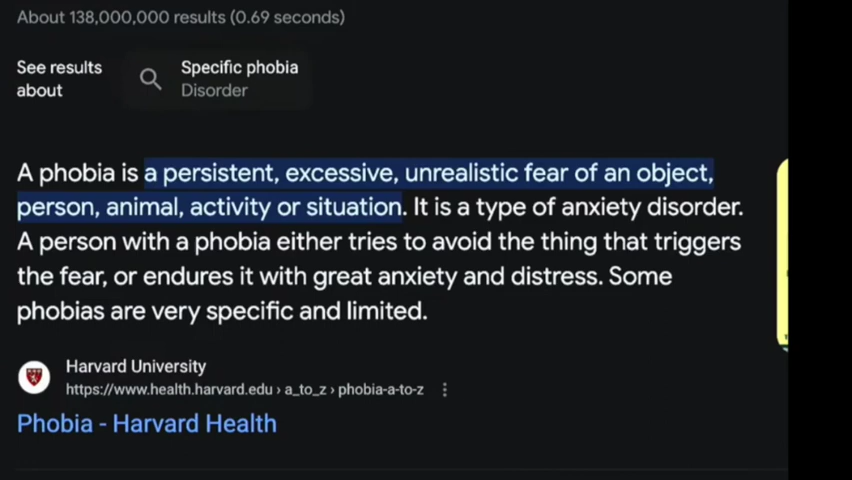 About 138,000,000 results (0.69 seconds)
See results
about
Specific phobia
Disorder
A phobia is a persistent, excessive, unrealistic fear of an object,
person, animal, activity or situation. It is a type of anxiety disorder.
A person with a phobia either tries to avoid the thing that triggers
the fear, or endures it with great anxiety and distress. Some
phobias are very specific and limited.
Harvard University
https://www.health.harvard.edu › a_to_z › phobia-a-to-z
Phobia - Harvard Health